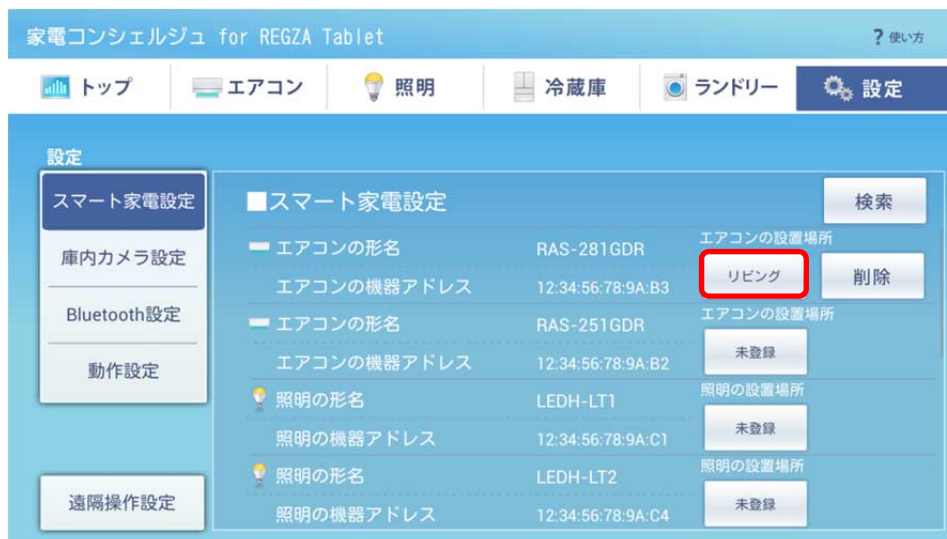 家電コンシェルジュ for REGZA Tablet
? 使い方
トップ エアコン 照明 冷蔵庫 ランドリー 設定
設定
スマート家電設定
庫内カメラ設定
Bluetooth設定
動作設定
遠隔操作設定
■スマート家電設定 検索
エアコンの形名 RAS-281GDR エアコンの設置場所
リビング 削除
エアコンの機器アドレス 12:34:56:78:9A:B3
エアコンの形名 RAS-251GDR エアコンの設置場所
未登録
エアコンの機器アドレス 12:34:56:78:9A:B2
照明の形名 LEDH-LT1 照明の設置場所
未登録
照明の機器アドレス 12:34:56:78:9A:C1
照明の形名 LEDH-LT2 照明の設置場所
未登録
照明の機器アドレス 12:34:56:78:9A:C4